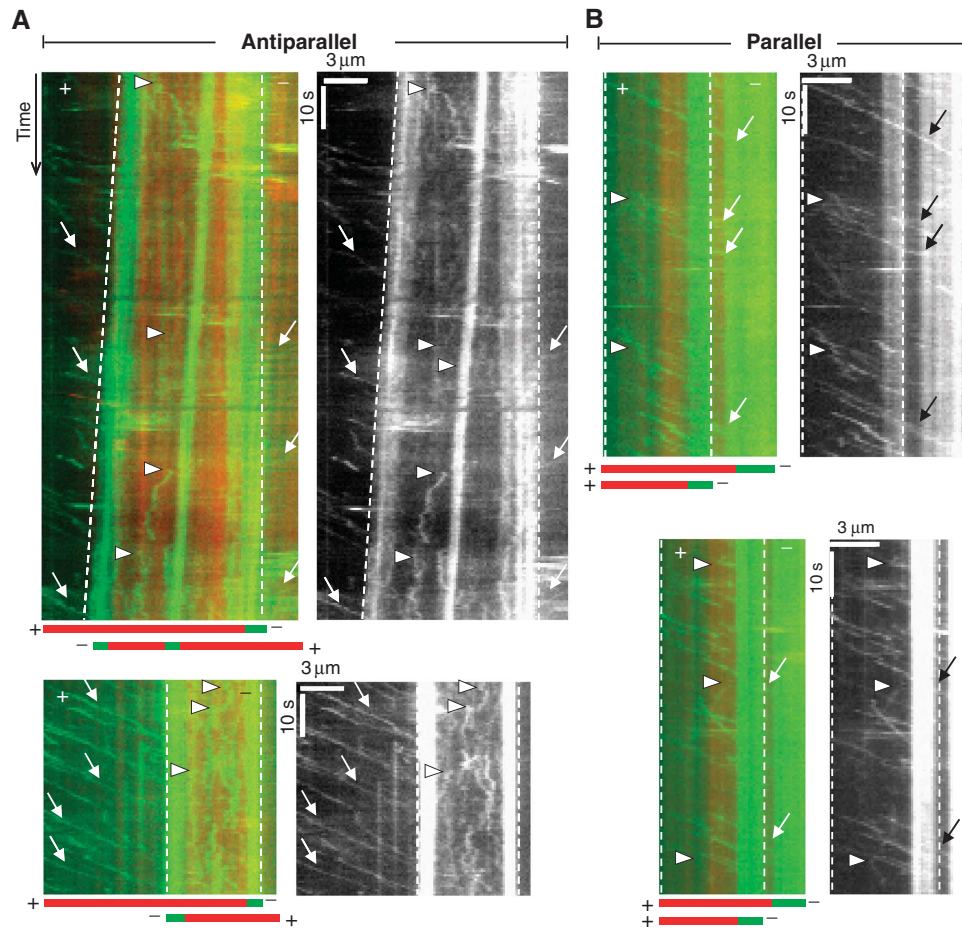 A
B
Antiparallel
Parallel
3 μm
3 μm
Time
+
−
10 s
+
−
10 s
+ −
− +
+ −
+ −
3 μm
3 μm
+
−
10 s
+
−
10 s
+ −
− +
+ −
+ −